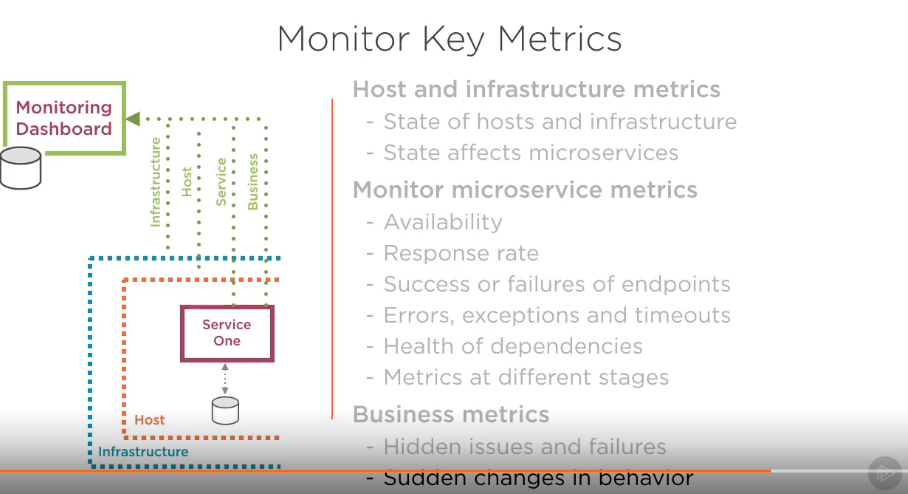 Monitor Key Metrics
Monitoring
Dashboard
Infrastructure
Host
Service
Business
Service
One
Host
Infrastructure
Host and infrastructure metrics
- State of hosts and infrastructure
- State affects microservices
Monitor microservice metrics
- Availability
- Response rate
- Success or failures of endpoints
- Errors, exceptions and timeouts
- Health of dependencies
- Metrics at different stages
Business metrics
- Hidden issues and failures
- Sudden changes in behavior